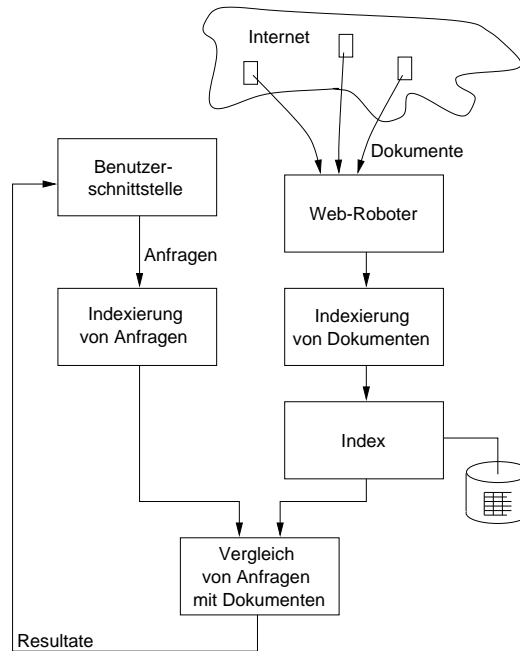 Internet
Dokumente
Benutzer-
schnittstelle
Web-Roboter
Anfragen
Indexierung
von Anfragen
Indexierung
von Dokumenten
Index
Vergleich
von Anfragen
mit Dokumenten
Resultate